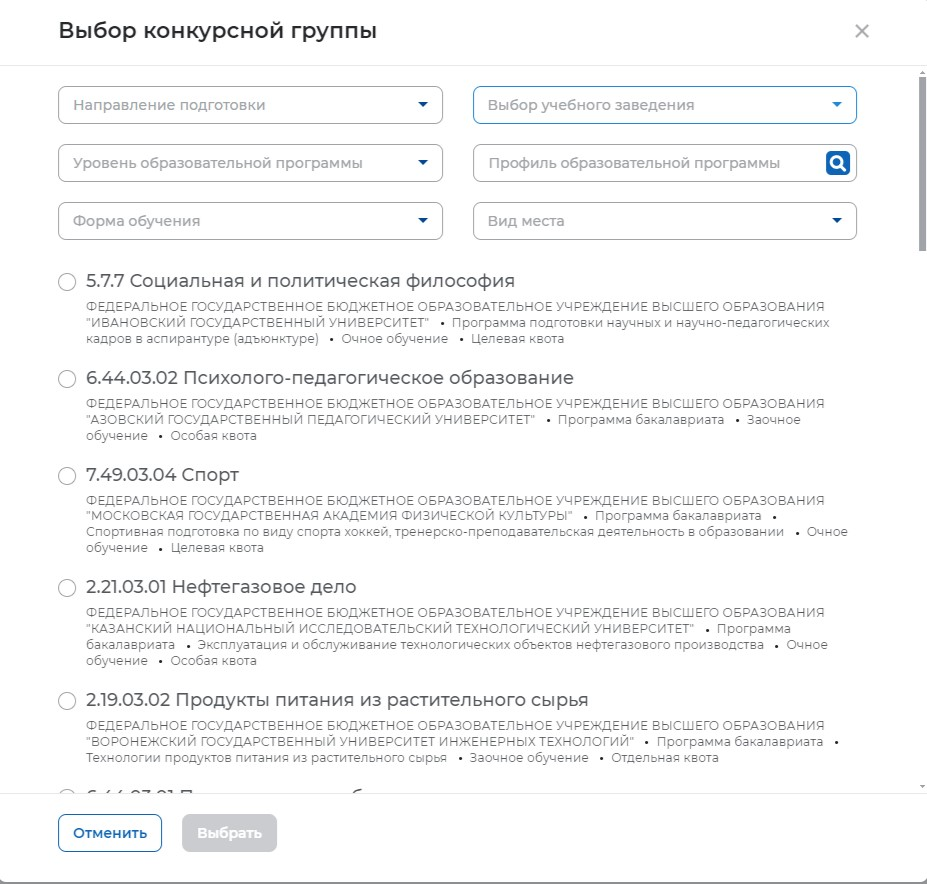 Выбор конкурсной группы
Направление подготовки
Выбор учебного заведения
Уровень образовательной программы
Профиль образовательной программы
Форма обучения
Вид места
5.7.7 Социальная и политическая философия
ФЕДЕРАЛЬНОЕ ГОСУДАРСТВЕННОЕ БЮДЖЕТНОЕ ОБРАЗОВАТЕЛЬНОЕ УЧРЕЖДЕНИЕ ВЫСШЕГО ОБРАЗОВАНИЯ
"ИВАНОВСКИЙ ГОСУДАРСТВЕННЫЙ УНИВЕРСИТЕТ" • Программа подготовки научных и научно-педагогических
кадров в аспирантуре (адъюнктуре) • Очное обучение • Целевая квота
6.44.03.02 Психолого-педагогическое образование
ФЕДЕРАЛЬНОЕ ГОСУДАРСТВЕННОЕ БЮДЖЕТНОЕ ОБРАЗОВАТЕЛЬНОЕ УЧРЕЖДЕНИЕ ВЫСШЕГО ОБРАЗОВАНИЯ
"АЗОВСКИЙ ГОСУДАРСТВЕННЫЙ ПЕДАГОГИЧЕСКИЙ УНИВЕРСИТЕТ" • Программа бакалавриата • Заочное
обучение • Особая квота
7.49.03.04 Спорт
ФЕДЕРАЛЬНОЕ ГОСУДАРСТВЕННОЕ БЮДЖЕТНОЕ ОБРАЗОВАТЕЛЬНОЕ УЧРЕЖДЕНИЕ ВЫСШЕГО ОБРАЗОВАНИЯ
"МОСКОВСКАЯ ГОСУДАРСТВЕННАЯ АКАДЕМИЯ ФИЗИЧЕСКОЙ КУЛЬТУРЫ" • Программа бакалавриата •
Спортивная подготовка по виду спорта хоккей, тренерско-преподавательская деятельность в образовании • Очное
обучение • Целевая квота
2.21.03.01 Нефтегазовое дело
ФЕДЕРАЛЬНОЕ ГОСУДАРСТВЕННОЕ БЮДЖЕТНОЕ ОБРАЗОВАТЕЛЬНОЕ УЧРЕЖДЕНИЕ ВЫСШЕГО ОБРАЗОВАНИЯ
"КАЗАНСКИЙ НАЦИОНАЛЬНЫЙ ИССЛЕДОВАТЕЛЬСКИЙ ТЕХНОЛОГИЧЕСКИЙ УНИВЕРСИТЕТ" • Программа
бакалавриата • Эксплуатация и обслуживание технологических объектов нефтегазового производства • Очное
обучение • Особая квота
2.19.03.02 Продукты питания из растительного сырья
ФЕДЕРАЛЬНОЕ ГОСУДАРСТВЕННОЕ БЮДЖЕТНОЕ ОБРАЗОВАТЕЛЬНОЕ УЧРЕЖДЕНИЕ ВЫСШЕГО ОБРАЗОВАНИЯ
"ВОРОНЕЖСКИЙ ГОСУДАРСТВЕННЫЙ УНИВЕРСИТЕТ ИНЖЕНЕРНЫХ ТЕХНОЛОГИЙ" • Программа бакалавриата •
Технологии продуктов питания из растительного сырья • Заочное обучение • Отдельная квота
Отменить
Выбрать